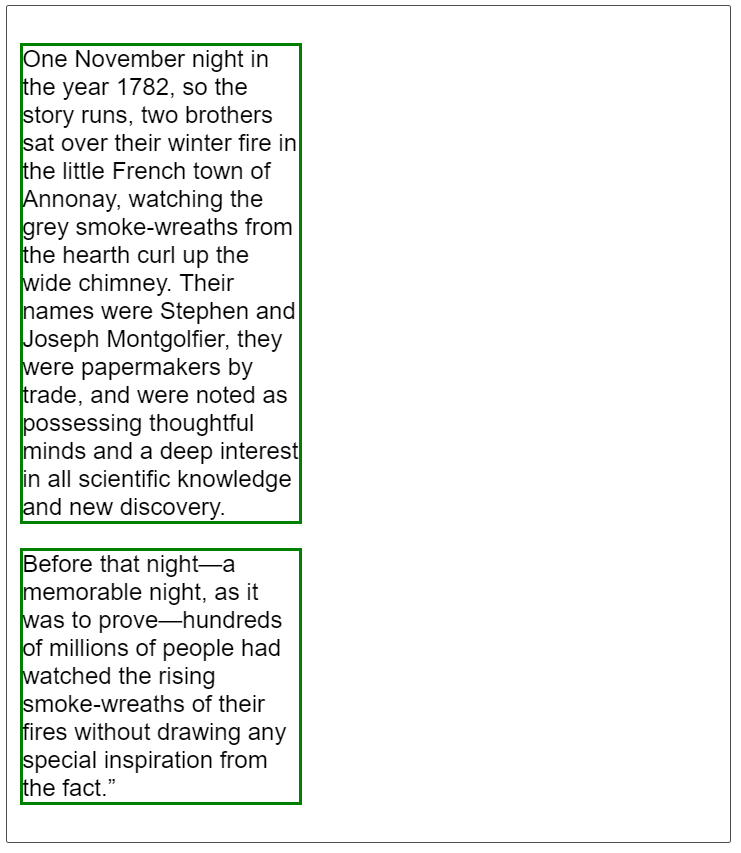 One November night in
the year 1782, so the
story runs, two brothers
sat over their winter fire in
the little French town of
Annonay, watching the
grey smoke-wreaths from
the hearth curl up the
wide chimney. Their
names were Stephen and
Joseph Montgolfier, they
were papermakers by
trade, and were noted as
possessing thoughtful
minds and a deep interest
in all scientific knowledge
and new discovery.
Before that night—a
memorable night, as it
was to prove—hundreds
of millions of people had
watched the rising
smoke-wreaths of their
fires without drawing any
special inspiration from
the fact.”